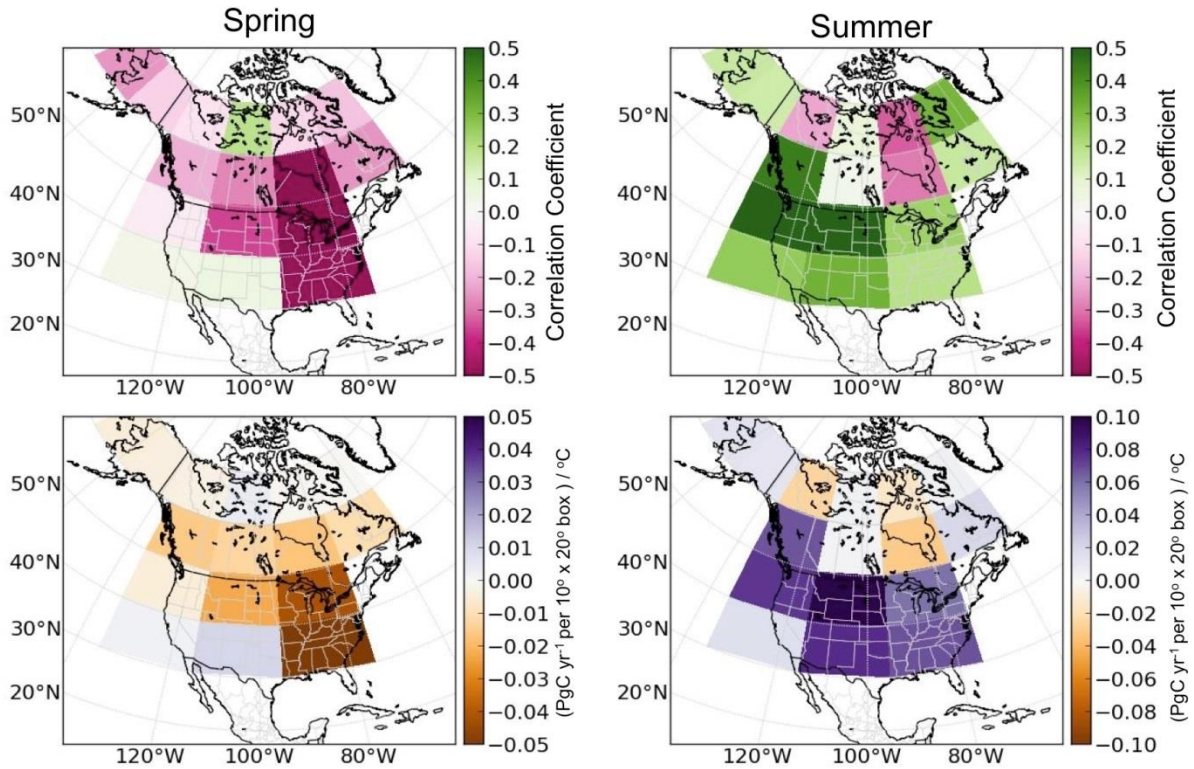 Spring
Summer
50°N
40°N
30°N
20°N
120°W 100°W 80°W
0.5
0.4
0.3
0.2
0.1
0.0
−0.1
−0.2
−0.3
−0.4
−0.5
Correlation Coefficient
50°N
40°N
30°N
20°N
120°W 100°W 80°W
0.5
0.4
0.3
0.2
0.1
0.0
−0.1
−0.2
−0.3
−0.4
−0.5
Correlation Coefficient
50°N
40°N
30°N
20°N
120°W 100°W 80°W
0.05
0.04
0.03
0.02
0.01
0.00
−0.01
−0.02
−0.03
−0.04
−0.05
(PgC yr⁻¹ per 10° x 20° box) / °C
50°N
40°N
30°N
20°N
120°W 100°W 80°W
0.10
0.08
0.06
0.04
0.02
0.00
−0.02
−0.04
−0.06
−0.08
−0.10
(PgC yr⁻¹ per 10° x 20° box) / °C